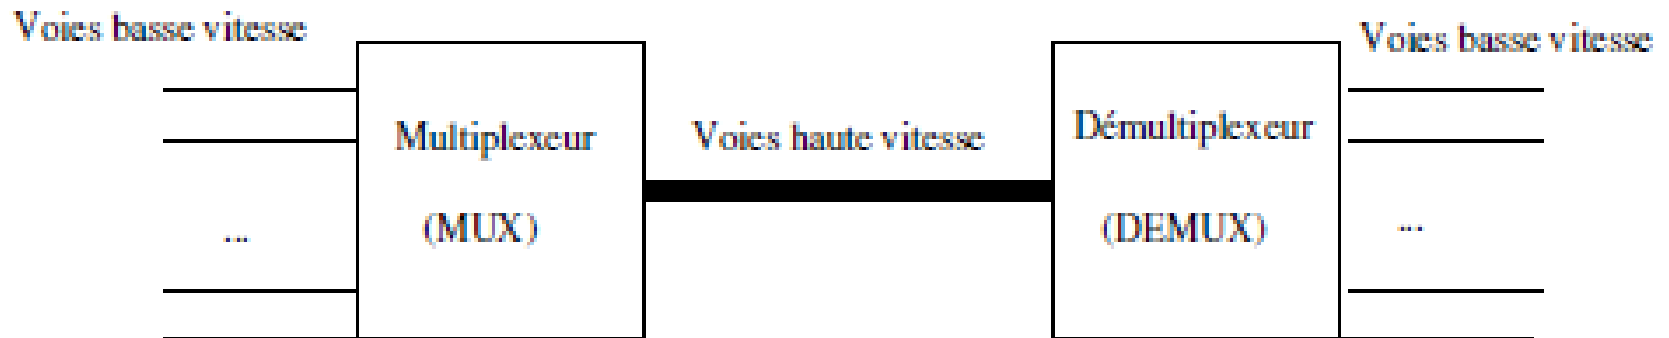 Voies basse vitesse
Multiplexeur
(MUX)
...
Voies haute vitesse
Démultiplexeur
(DEMUX)
Voies basse vitesse
...